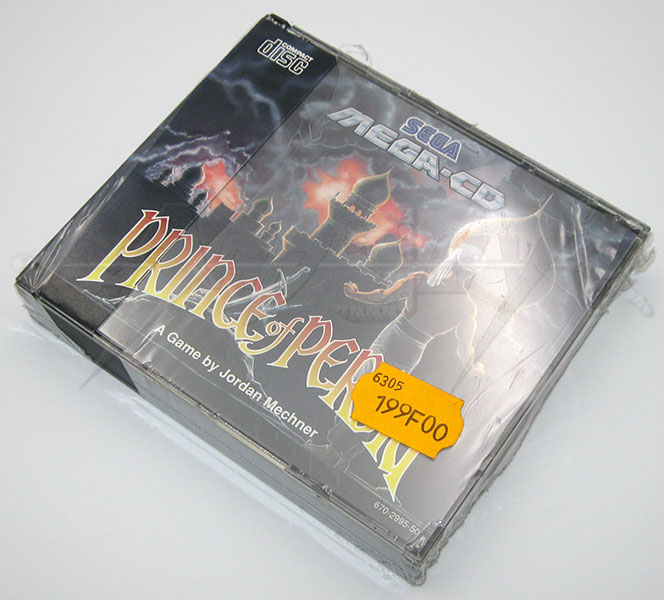 COMPACT
disc
SEGA
MEGA-CD
PRINCE of PERSIA
A Game by Jordan Mechner
6305
199F00
670-2995-50